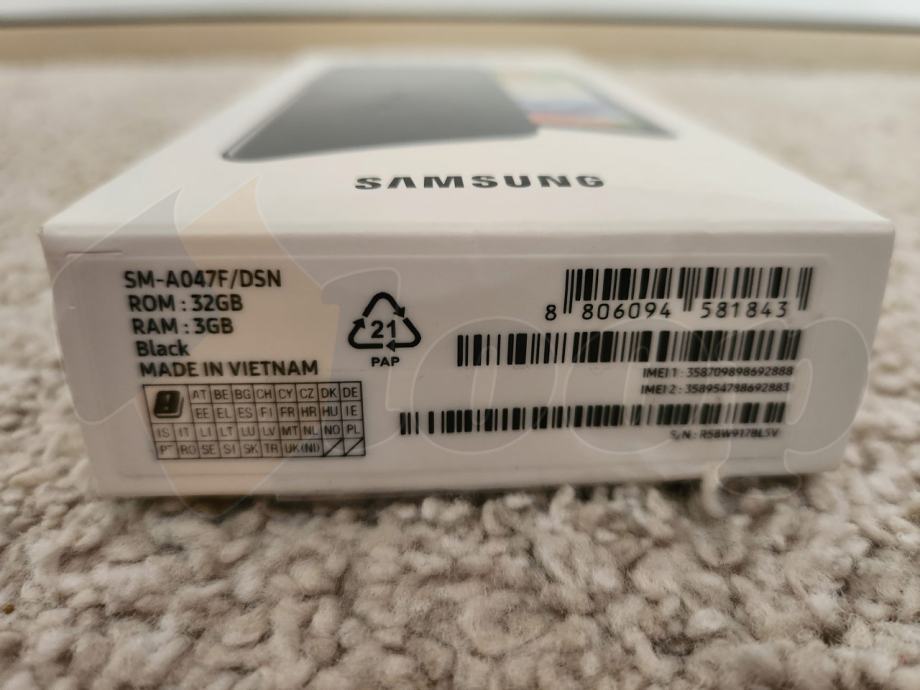 SAMSUNG
SM-A047F/DSN
ROM : 32GB
RAM : 3GB
Black
MADE IN VIETNAM
AT BE BG CH CY CZ DK DE
EE EL ES FI FR HR HU IE
IS IT LI LT LU LV MT NL NO PL
PT RO SE SI SK TR UK(NI)
21
PAP
8 806094 581843
IMEI 1 : 358709898692888
IMEI 2 : 358954788692883
S/N : R58W917BLSV
Loop